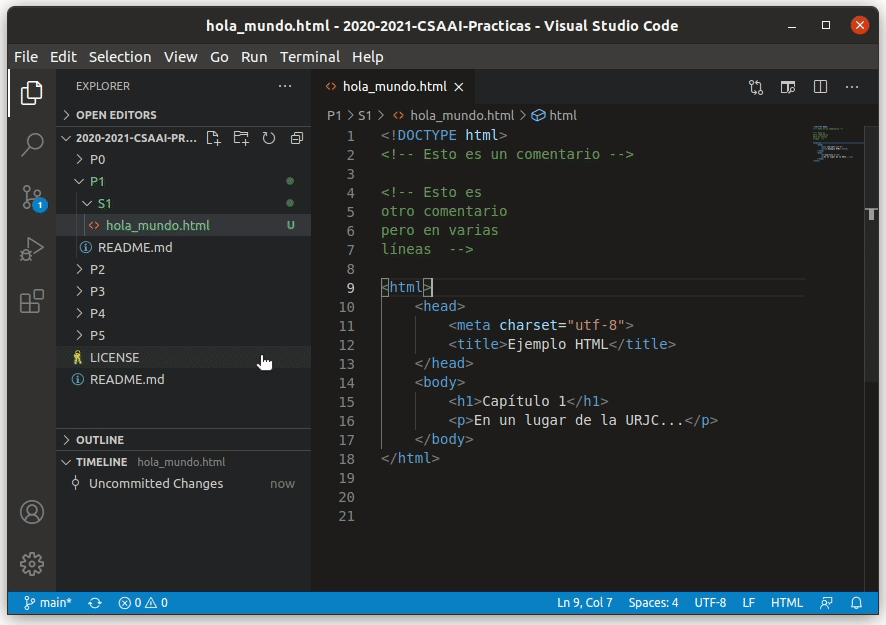 hola_mundo.html - 2020-2021-CSAAI-Practicas - Visual Studio Code
File Edit Selection View Go Run Terminal Help
EXPLORER
OPEN EDITORS
2020-2021-CSAAI-PR...
P0
P1
S1
hola_mundo.html U
README.md
P2
P3
P4
P5
LICENSE
README.md
OUTLINE
TIMELINE hola_mundo.html
Uncommitted Changes now
1
hola_mundo.html
P1 > S1 > hola_mundo.html > html
1 <!DOCTYPE html>
2 <!-- Esto es un comentario -->
3
4 <!-- Esto es
5 otro comentario
6 pero en varias
7 líneas  -->
8
9 <html>
10     <head>
11         <meta charset="utf-8">
12         <title>Ejemplo HTML</title>
13     </head>
14     <body>
15         <h1>Capítulo 1</h1>
16         <p>En un lugar de la URJC...</p>
17     </body>
18 </html>
19
20
21
main* 0 0 Ln 9, Col 7 Spaces: 4 UTF-8 LF HTML